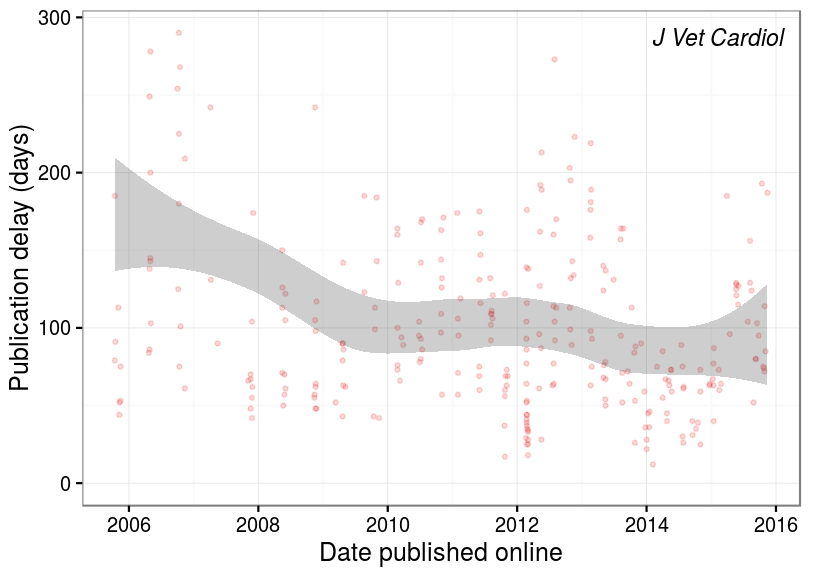 J Vet Cardiol
Publication delay (days)
300
200
100
0
2006 2008 2010 2012 2014 2016
Date published online